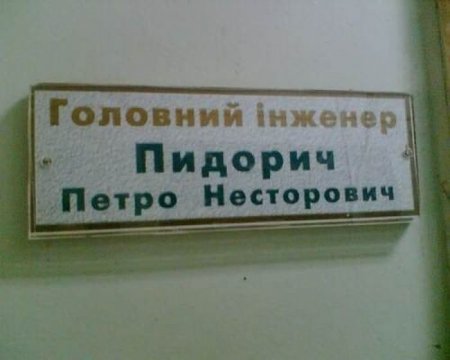 Головний інженер
Пидорич
Петро Несторович